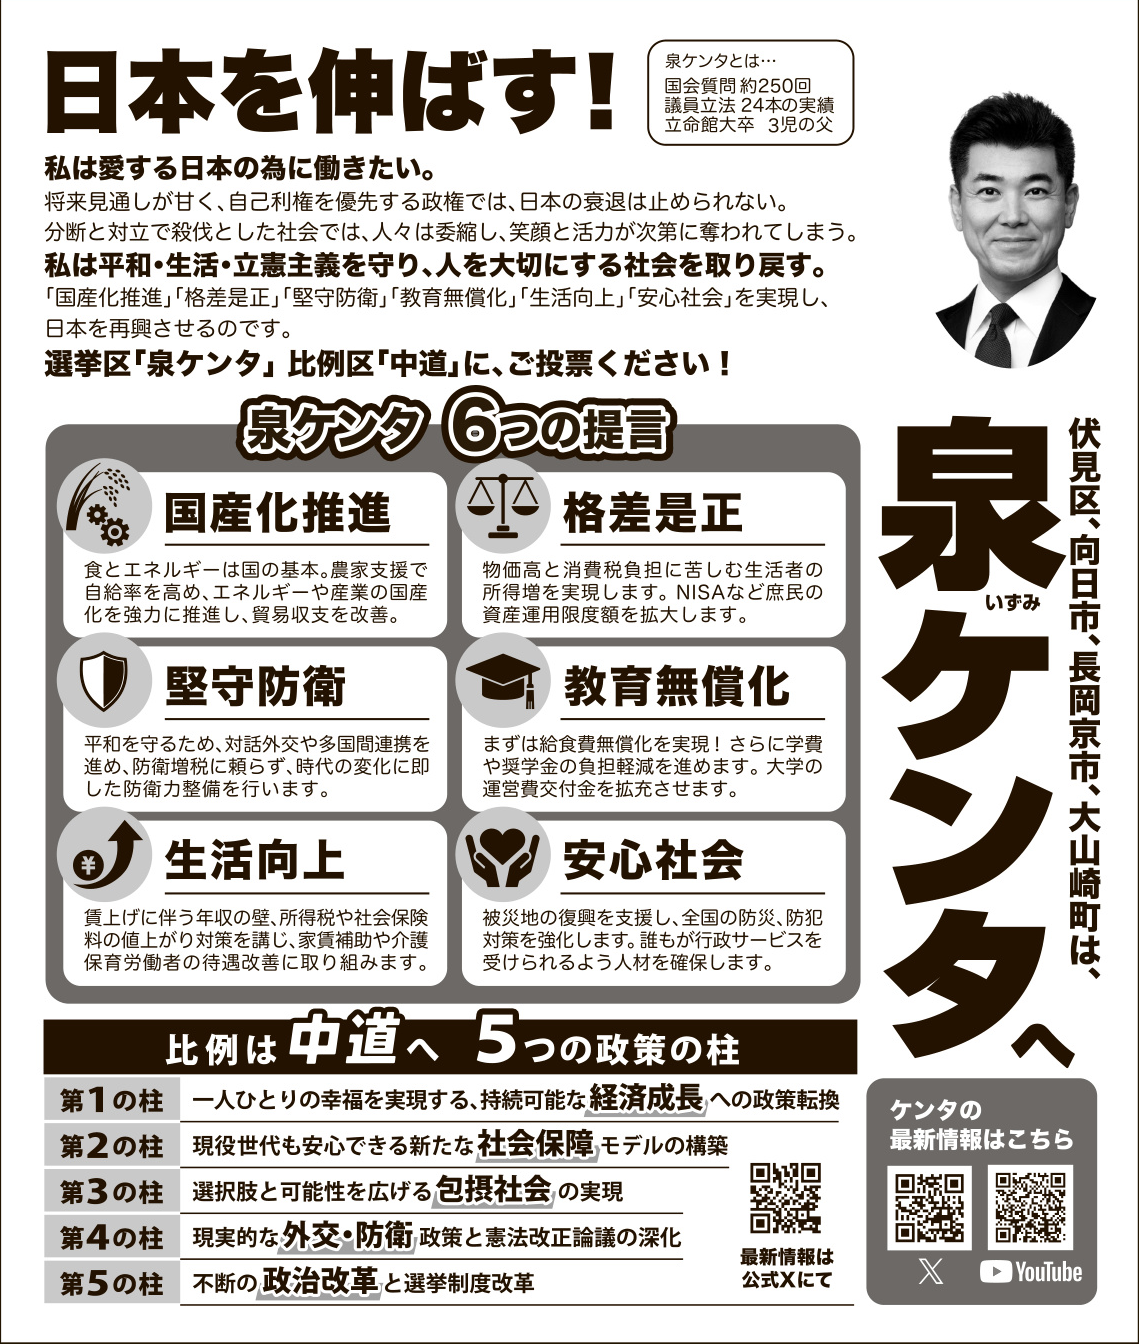 日本を伸ばす!
泉ケンタとは…
国会質問 約250回
議員立法 24本の実績
立命館大卒 3児の父
私は愛する日本の為に働きたい。
将来見通しが甘く、自己利権を優先する政権では、日本の衰退は止められない。
分断と対立で殺伐とした社会では、人々は委縮し、笑顔と活力が次第に奪われてしまう。
私は平和・生活・立憲主義を守り、人を大切にする社会を取り戻す。
「国産化推進」「格差是正」「堅守防衛」「教育無償化」「生活向上」「安心社会」を実現し、
日本を再興させるのです。
選挙区「泉ケンタ」 比例区「中道」に、ご投票ください!
伏見区、向日市、長岡京市、大山崎町は、
泉ケンタへ
いずみ
泉ケンタ 6つの提言
国産化推進
食とエネルギーは国の基本。農家支援で
自給率を高め、エネルギーや産業の国産
化を強力に推進し、貿易収支を改善。
格差是正
物価高と消費税負担に苦しむ生活者の
所得増を実現します。NISAなど庶民の
資産運用限度額を拡大します。
堅守防衛
平和を守るため、対話外交や多国間連携を
進め、防衛増税に頼らず、時代の変化に即
した防衛力整備を行います。
教育無償化
まずは給食費無償化を実現! さらに学費
や奨学金の負担軽減を進めます。大学の
運営費交付金を拡充させます。
¥
生活向上
賃上げに伴う年収の壁、所得税や社会保険
料の値上がり対策を講じ、家賃補助や介護
保育労働者の待遇改善に取り組みます。
安心社会
被災地の復興を支援し、全国の防災、防犯
対策を強化します。誰もが行政サービスを
受けられるよう人材を確保します。
比例は中道へ 5つの政策の柱
第1の柱 一人ひとりの幸福を実現する、持続可能な経済成長への政策転換
第2の柱 現役世代も安心できる新たな社会保障モデルの構築
第3の柱 選択肢と可能性を広げる包摂社会の実現
第4の柱 現実的な外交・防衛政策と憲法改正論議の深化
第5の柱 不断の政治改革と選挙制度改革
最新情報は
公式Xにて
ケンタの
最新情報はこちら
X
YouTube